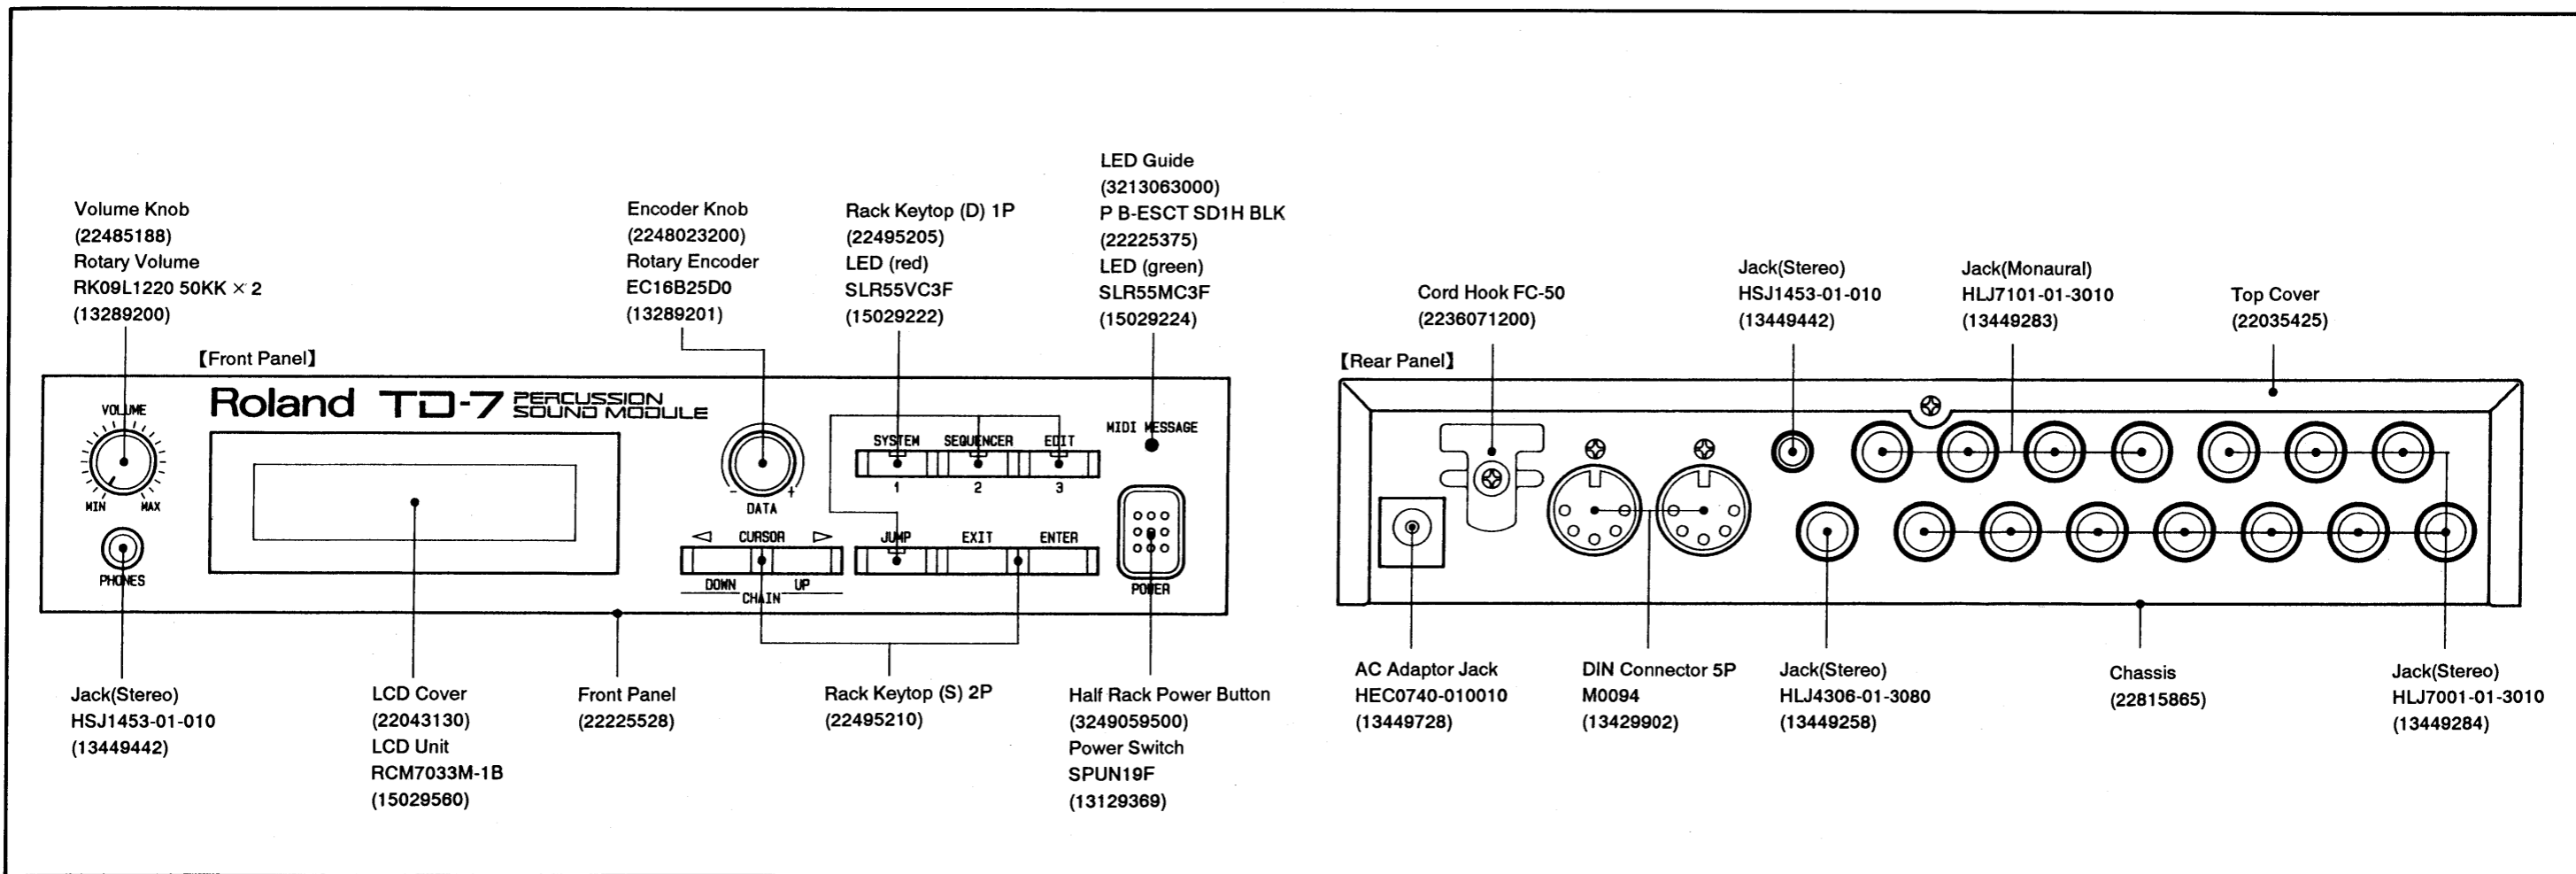 LED Guide
(3213063000)
P B-ESCT SD1H BLK
(22225375)
LED (green)
SLR55MC3F
(15029224)
Volume Knob
(22485188)
Rotary Volume
RK09L1220 50KK × 2
(13289200)
Encoder Knob
(2248023200)
Rotary Encoder
EC16B25D0
(13289201)
Rack Keytop (D) 1P
(22495205)
LED (red)
SLR55VC3F
(15029222)
【Front Panel】
Roland TD-7 PERCUSSION
SOUND MODULE
VOLUME
MIN MAX
PHONES
- +
DATA
SYSTEM SEQUENCER EDIT
1 2 3
MIDI MESSAGE
◁ CURSOR ▷
DOWN UP
CHAIN
JUMP EXIT ENTER
POWER
Jack(Stereo)
HSJ1453-01-010
(13449442)
LCD Cover
(22043130)
LCD Unit
RCM7033M-1B
(15029560)
Front Panel
(22225528)
Rack Keytop (S) 2P
(22495210)
Half Rack Power Button
(3249059500)
Power Switch
SPUN19F
(13129369)
Cord Hook FC-50
(2236071200)
Jack(Stereo)
HSJ1453-01-010
(13449442)
Jack(Monaural)
HLJ7101-01-3010
(13449283)
Top Cover
(22035425)
【Rear Panel】
AC Adaptor Jack
HEC0740-010010
(13449728)
DIN Connector 5P
M0094
(13429902)
Jack(Stereo)
HLJ4306-01-3080
(13449258)
Chassis
(22815865)
Jack(Stereo)
HLJ7001-01-3010
(13449284)